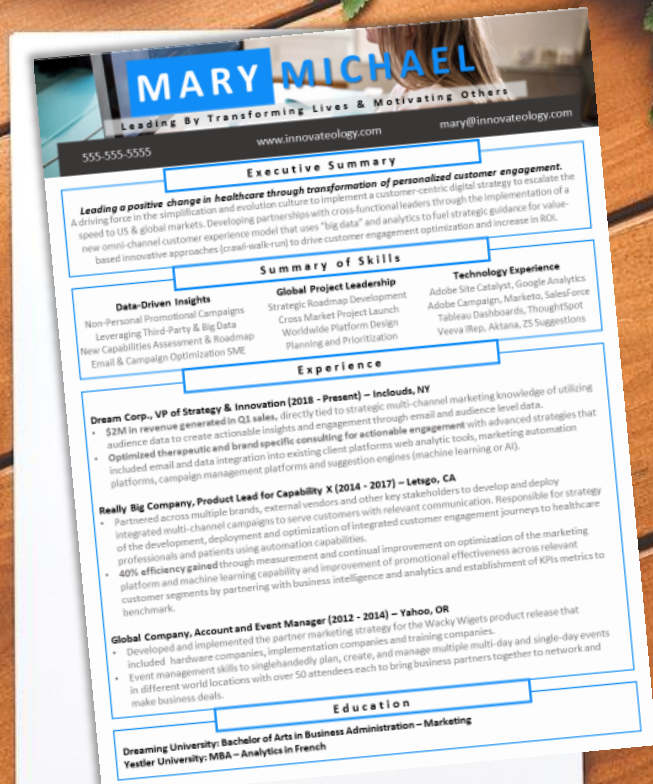 MARY MICHAEL
Leading By Transforming Lives & Motivating Others
555-555-5555 www.innovateology.com mary@innovateology.com
Executive Summary
Leading a positive change in healthcare through transformation of personalized customer engagement.
A driving force in the simplification and evolution culture to implement a customer-centric digital strategy to escalate the
speed to US & global markets. Developing partnerships with cross-functional leaders through the implementation of a
new omni-channel customer experience model that uses "big data" and analytics to fuel strategic guidance for value-
based innovative approaches (crawl-walk-run) to drive customer engagement optimization and increase in ROI.
Summary of Skills
Data-Driven Insights
Non-Personal Promotional Campaigns
Leveraging Third-Party & Big Data
New Capabilities Assessment & Roadmap
Email & Campaign Optimization SME
Global Project Leadership
Strategic Roadmap Development
Cross Market Project Launch
Worldwide Platform Design
Planning and Prioritization
Technology Experience
Adobe Site Catalyst, Google Analytics
Adobe Campaign, Marketo, SalesForce
Tableau Dashboards, ThoughtSpot
Veeva iRep, Aktana, ZS Suggestions
Experience
Dream Corp., VP of Strategy & Innovation (2018 - Present) – Inclouds, NY
• $2M in revenue generated in Q1 sales, directly tied to strategic multi-channel marketing knowledge of utilizing
audience data to create actionable insights and engagement through email and audience level data.
• Optimized therapeutic and brand specific consulting for actionable engagement with advanced strategies that
included email and data integration into existing client platforms web analytic tools, marketing automation
platforms, campaign management platforms and suggestion engines (machine learning or AI).
Really Big Company, Product Lead for Capability X (2014 - 2017) – Letsgo, CA
• Partnered across multiple brands, external vendors and other key stakeholders to develop and deploy
integrated multi-channel campaigns to serve customers with relevant communication. Responsible for strategy
of the development, deployment and optimization of integrated customer engagement journeys to healthcare
professionals and patients using automation capabilities.
• 40% efficiency gained through measurement and continual improvement on optimization of the marketing
platform and machine learning capability and improvement of promotional effectiveness across relevant
customer segments by partnering with business intelligence and analytics and establishment of KPIs metrics to
benchmark.
Global Company, Account and Event Manager (2012 - 2014) – Yahoo, OR
• Developed and implemented the partner marketing strategy for the Wacky Wigets product release that
included hardware companies, implementation companies and training companies.
• Event management skills to singlehandedly plan, create, and manage multiple multi-day and single-day events
in different world locations with over 50 attendees each to bring business partners together to network and
make business deals.
Education
Dreaming University: Bachelor of Arts in Business Administration – Marketing
Yestler University: MBA – Analytics in French